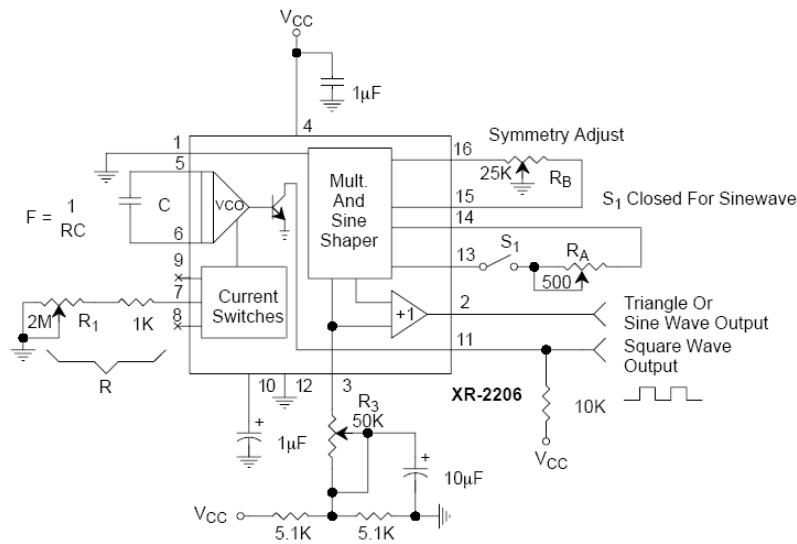 VCC
1µF
4
1
16
Symmetry Adjust
5
25K
RB
Mult.
And
Sine
Shaper
15
S1 Closed For Sinewave
14
F = 1
RC
C
VCO
6
S1
RA
13
500
9
7
Current
Switches
2M
R1
1K
8
+1
2
Triangle Or
Sine Wave Output
11
Square Wave
Output
R
10
12
3
XR-2206
10K
R3
50K
1µF
+
+
10µF
VCC
VCC
5.1K
5.1K